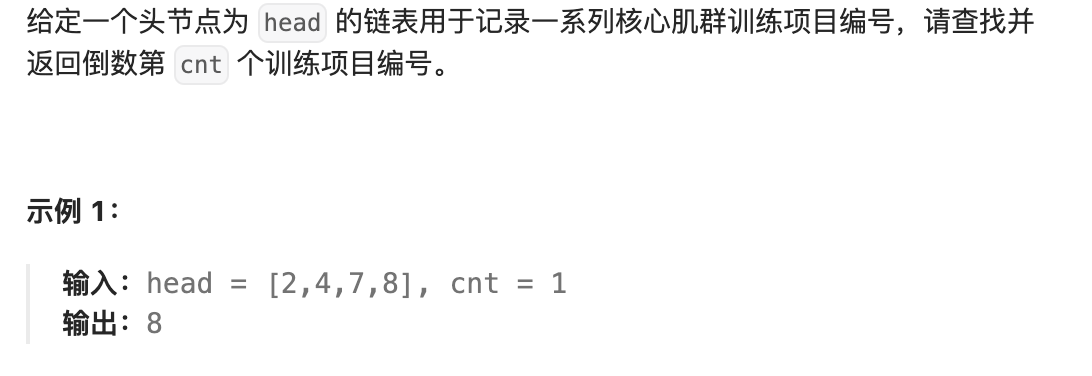 给定一个头节点为 head 的链表用于记录一系列核心肌群训练项目编号，请查找并
返回倒数第 cnt 个训练项目编号。
示例 1：
输入：head = [2,4,7,8], cnt = 1
输出：8